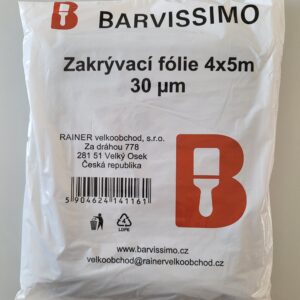 B BARVISSIMO
Zakrývací fólie 4x5m
30 µm
RAINER velkoobchod, s.r.o.
Za dráhou 778
281 51 Velký Osek
Česká republika
5 904624 141161
4
LDPE
B
www.barvissimo.cz
velkoobchod@rainervelkoobchod.cz